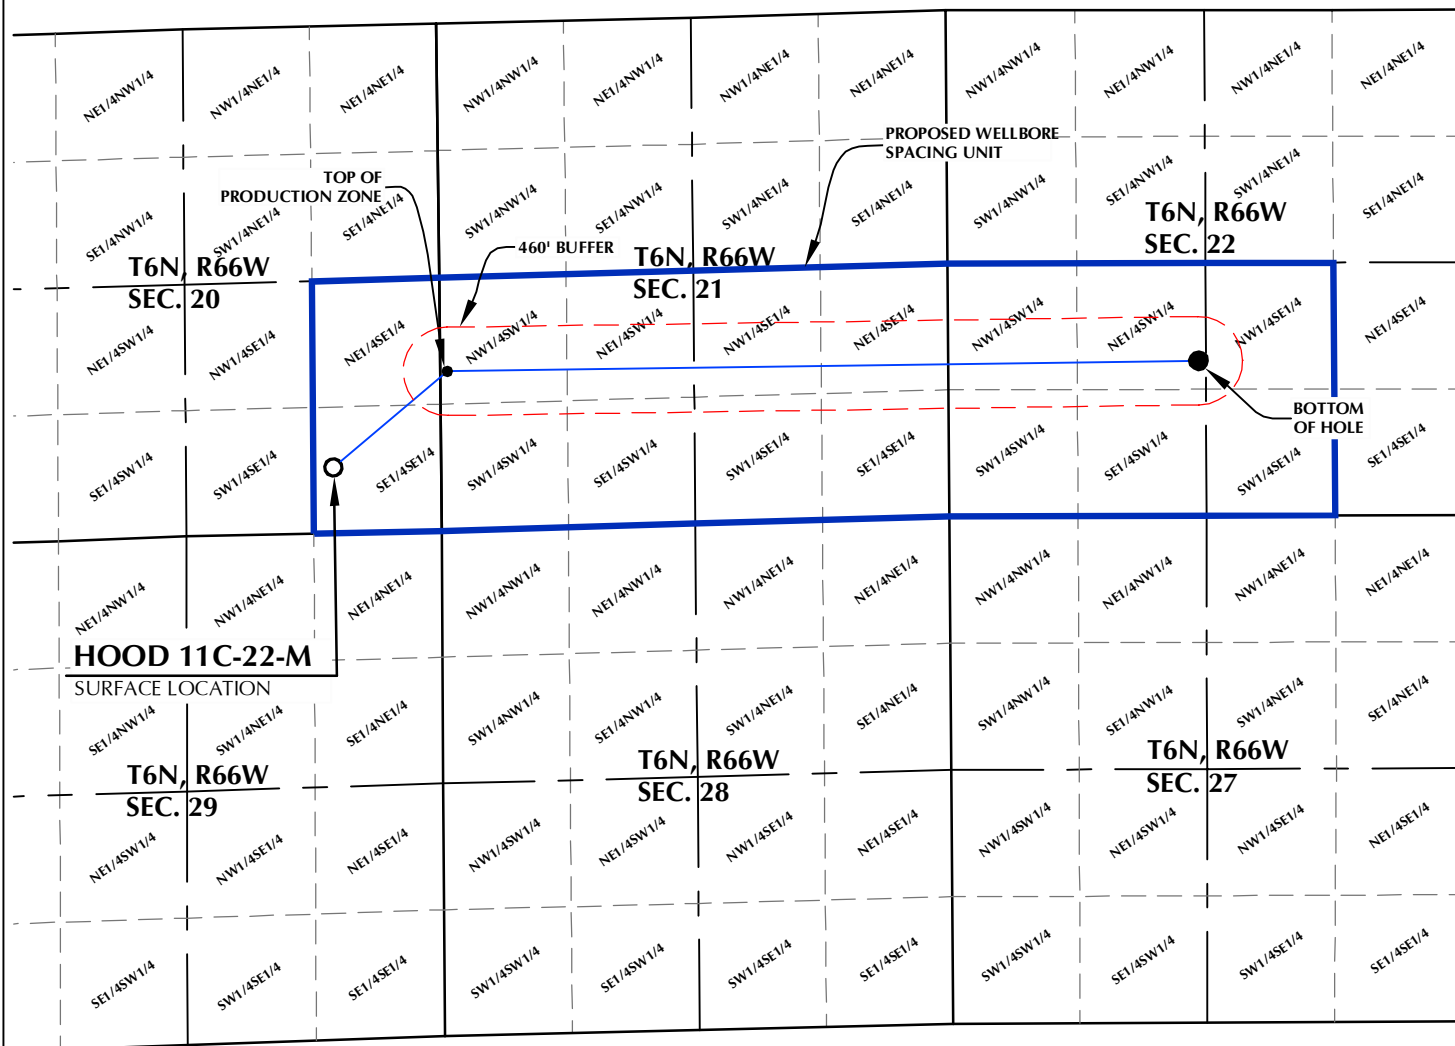 NE1/4NW1/4 NW1/4NE1/4 NE1/4NE1/4 NW1/4NW1/4 NE1/4NW1/4 NW1/4NE1/4 NE1/4NE1/4 NW1/4NW1/4 NE1/4NW1/4 NW1/4NE1/4 NE1/4NE1/4
PROPOSED WELLBORE
SPACING UNIT
TOP OF
PRODUCTION ZONE
SE1/4NW1/4 SW1/4NE1/4 SE1/4NE1/4 SW1/4NW1/4 SE1/4NW1/4 SW1/4NE1/4 SE1/4NE1/4 SW1/4NW1/4 SE1/4NW1/4 SW1/4NE1/4 SE1/4NE1/4
460' BUFFER
T6N, R66W
SEC. 20
T6N, R66W
SEC. 21
T6N, R66W
SEC. 22
NE1/4SW1/4 NW1/4SE1/4 NE1/4SE1/4 NW1/4SW1/4 NE1/4SW1/4 NW1/4SE1/4 NE1/4SE1/4 NW1/4SW1/4 NE1/4SW1/4 NW1/4SE1/4 NE1/4SE1/4
BOTTOM
OF HOLE
SE1/4SW1/4 SW1/4SE1/4 SE1/4SE1/4 SW1/4SW1/4 SE1/4SW1/4 SW1/4SE1/4 SE1/4SE1/4 SW1/4SW1/4 SE1/4SW1/4 SW1/4SE1/4 SE1/4SE1/4
NE1/4NW1/4 NW1/4NE1/4 NE1/4NE1/4 NW1/4NW1/4 NE1/4NW1/4 NW1/4NE1/4 NE1/4NE1/4 NW1/4NW1/4 NE1/4NW1/4 NW1/4NE1/4 NE1/4NE1/4
HOOD 11C-22-M
SURFACE LOCATION
SE1/4NW1/4 SW1/4NE1/4 SE1/4NE1/4 SW1/4NW1/4 SE1/4NW1/4 SW1/4NE1/4 SE1/4NE1/4 SW1/4NW1/4 SE1/4NW1/4 SW1/4NE1/4 SE1/4NE1/4
T6N, R66W
SEC. 29
T6N, R66W
SEC. 28
T6N, R66W
SEC. 27
NE1/4SW1/4 NW1/4SE1/4 NE1/4SE1/4 NW1/4SW1/4 NE1/4SW1/4 NW1/4SE1/4 NE1/4SE1/4 NW1/4SW1/4 NE1/4SW1/4 NW1/4SE1/4 NE1/4SE1/4
SE1/4SW1/4 SW1/4SE1/4 SE1/4SE1/4 SW1/4SW1/4 SE1/4SW1/4 SW1/4SE1/4 SE1/4SE1/4 SW1/4SW1/4 SE1/4SW1/4 SW1/4SE1/4 SE1/4SE1/4